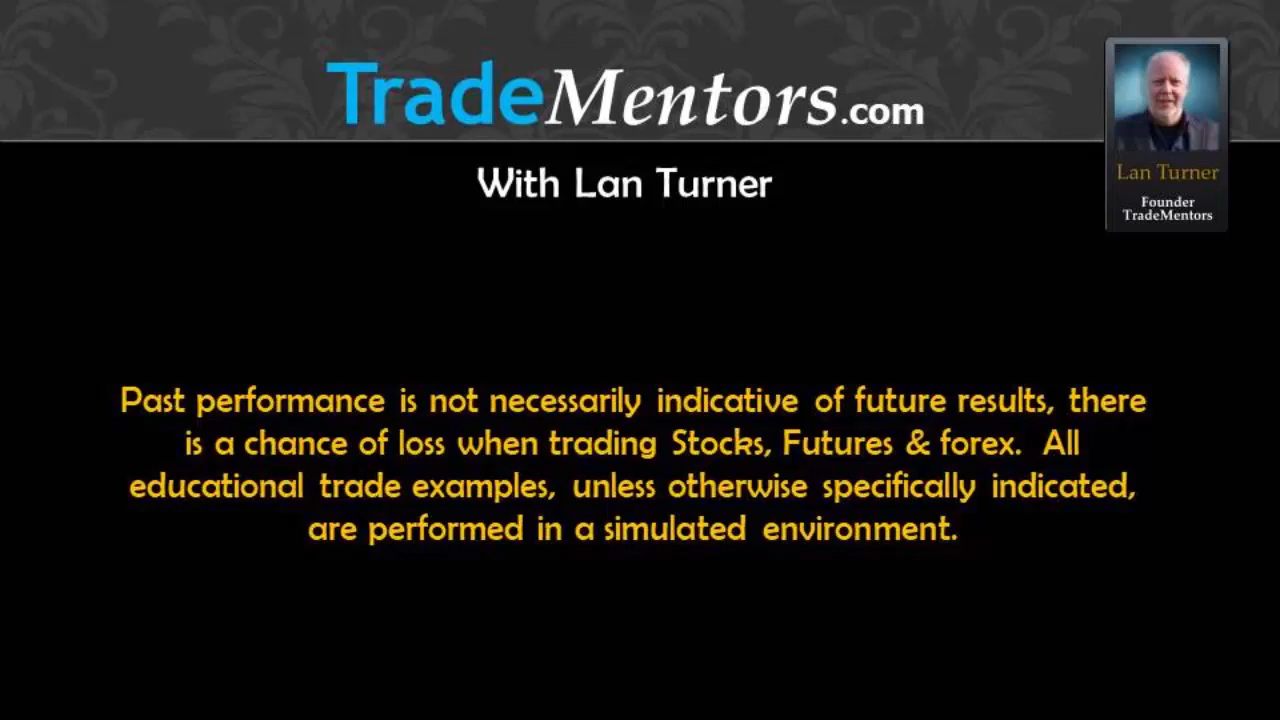 TradeMentors.com
With Lan Turner
Lan Turner
Founder
TradeMentors
Past performance is not necessarily indicative of future results, there
is a chance of loss when trading Stocks, Futures & forex. All
educational trade examples, unless otherwise specifically indicated,
are performed in a simulated environment.